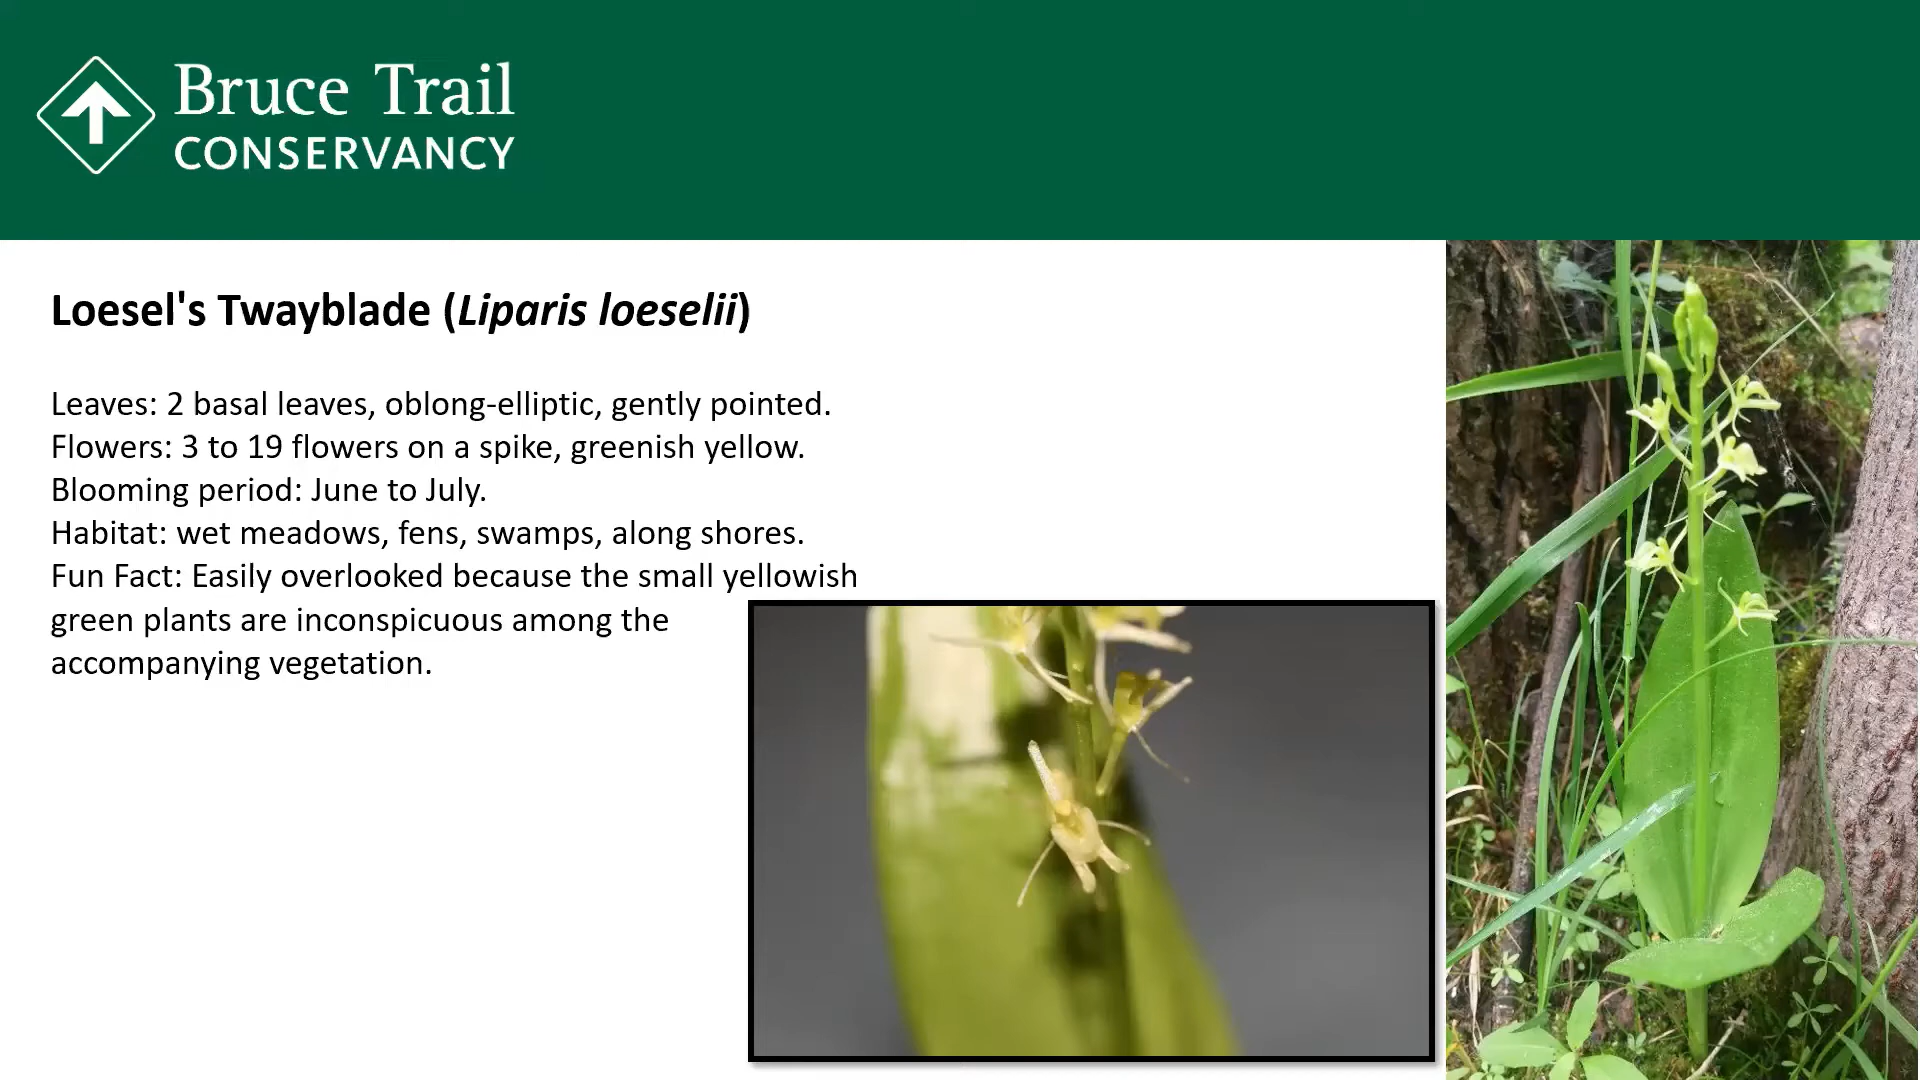 Bruce Trail
CONSERVANCY
Loesel's Twayblade (Liparis loeselii)
Leaves: 2 basal leaves, oblong-elliptic, gently pointed.
Flowers: 3 to 19 flowers on a spike, greenish yellow.
Blooming period: June to July.
Habitat: wet meadows, fens, swamps, along shores.
Fun Fact: Easily overlooked because the small yellowish
green plants are inconspicuous among the
accompanying vegetation.